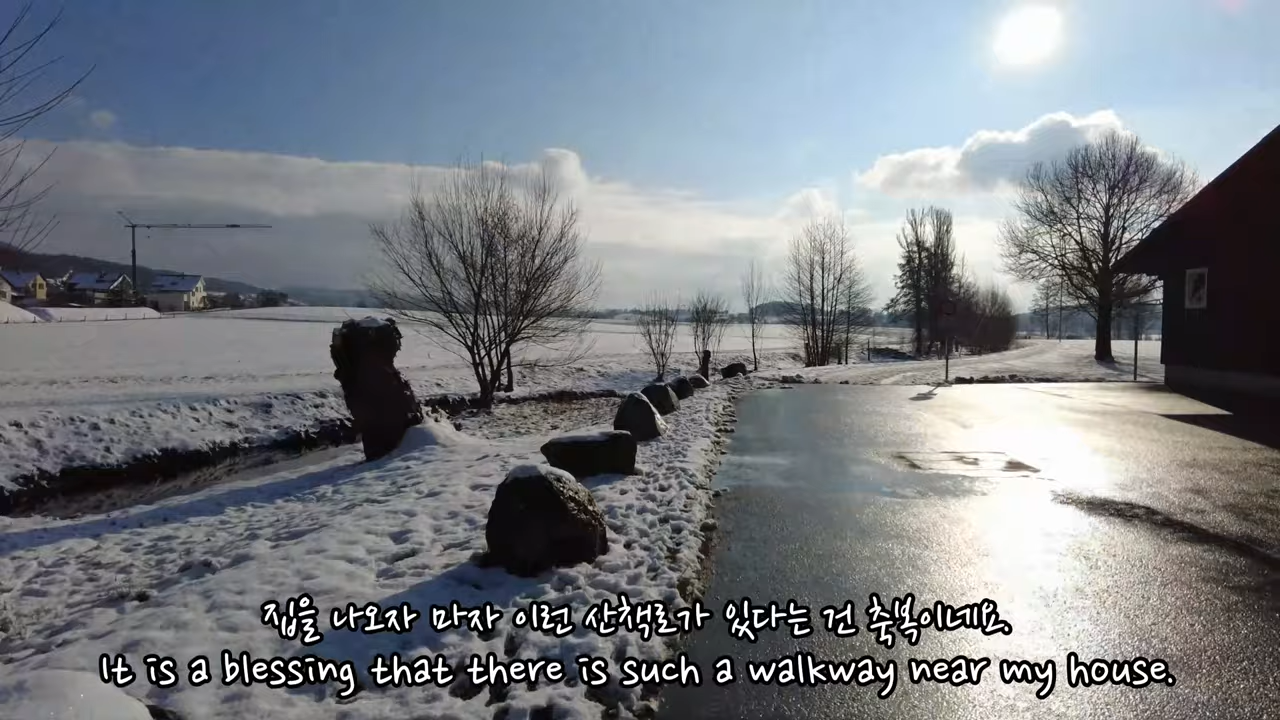 집을 나오자 마자 이런 산책로가 있다는 건 축복이네요.
It is a blessing that there is such a walkway near my house.